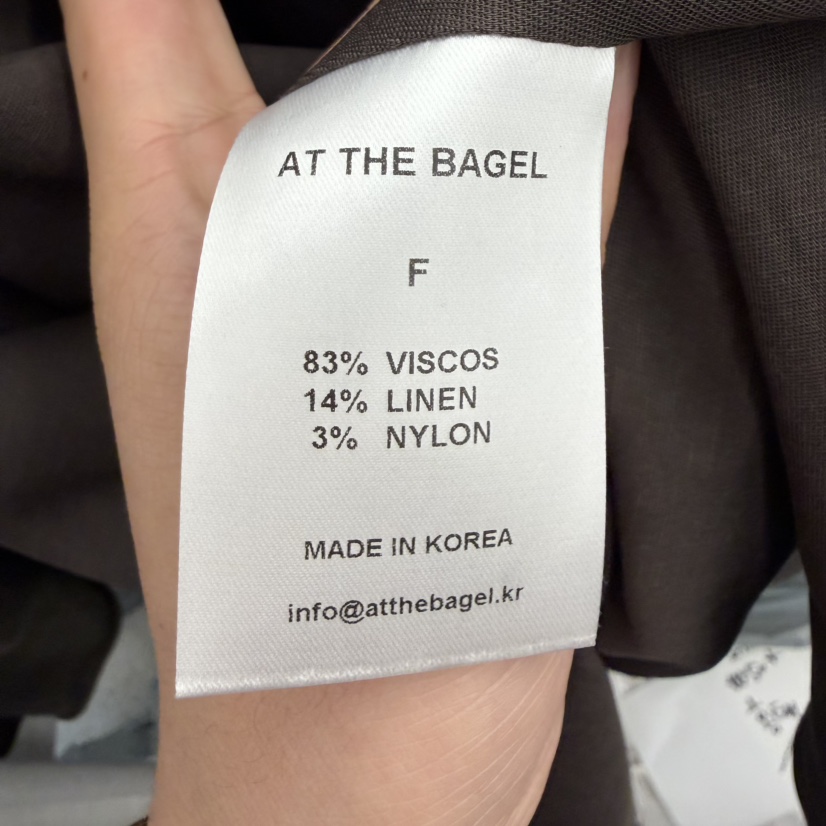 AT THE BAGEL
F
83% VISCOS
14% LINEN
3% NYLON
MADE IN KOREA
info@atthebagel.kr